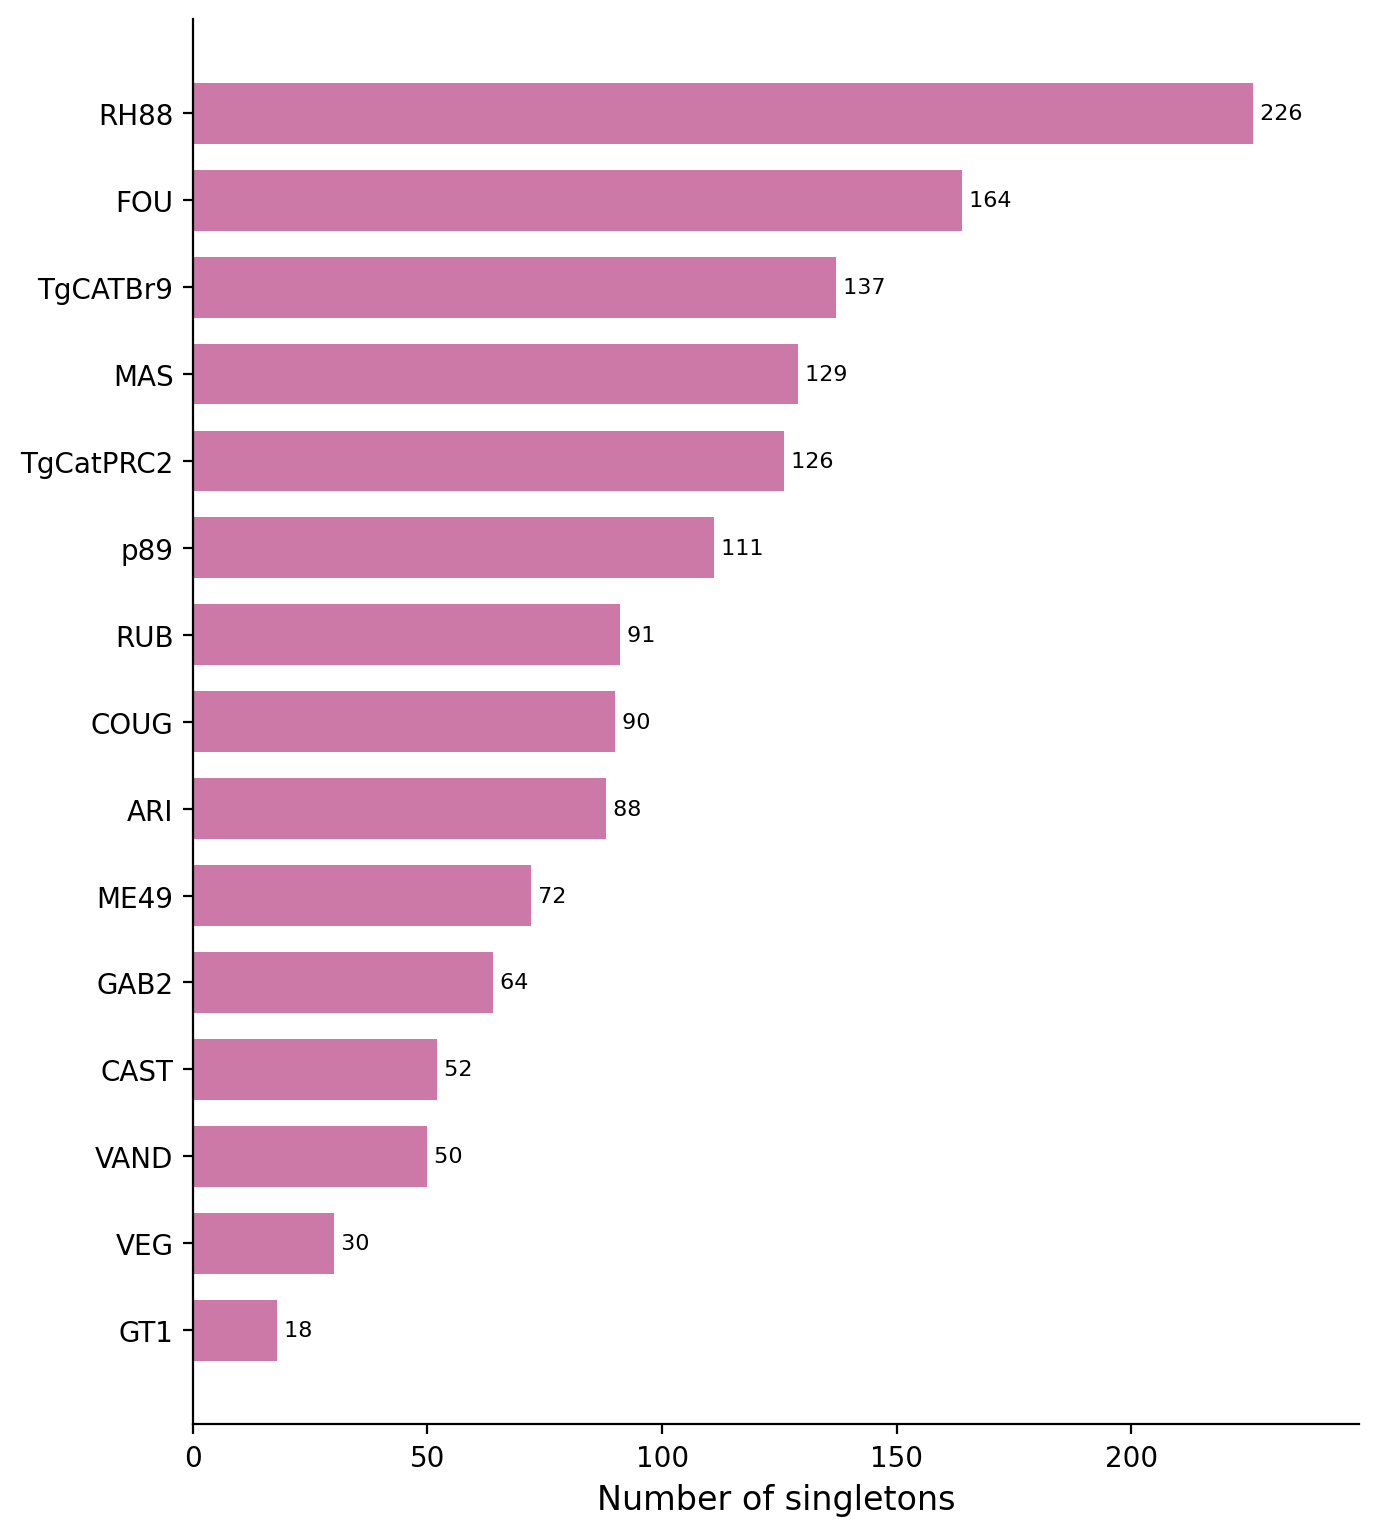 RH88 226
FOU 164
TgCATBr9 137
MAS 129
TgCatPRC2 126
p89 111
RUB 91
COUG 90
ARI 88
ME49 72
GAB2 64
CAST 52
VAND 50
VEG 30
GT1 18
0 50 100 150 200
Number of singletons